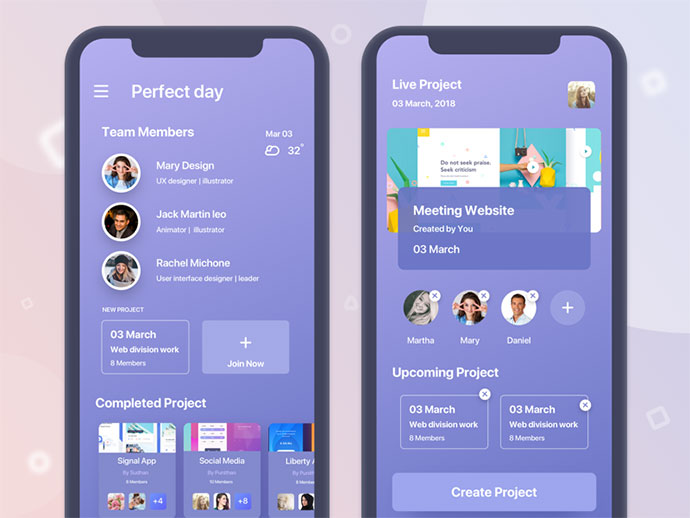 Perfect day
Team Members
Mar 03
32°
Mary Design
UX designer | illustrator
Jack Martin leo
Animator | illustrator
Rachel Michone
User interface designer | leader
NEW PROJECT
03 March
Web division work
8 Members
+
Join Now
Completed Project
Signal App
By Sudhan
8 Members
+4
Social Media
By Puridhan
10 Members
+8
Liberty A
Live Project
03 March, 2018
Do not seek praise.
Seek criticism
Meeting Website
Created by You
03 March
Martha
Mary
Daniel
+
Upcoming Project
03 March
Web division work
8 Members
03 March
Web division work
8 Members
Create Project